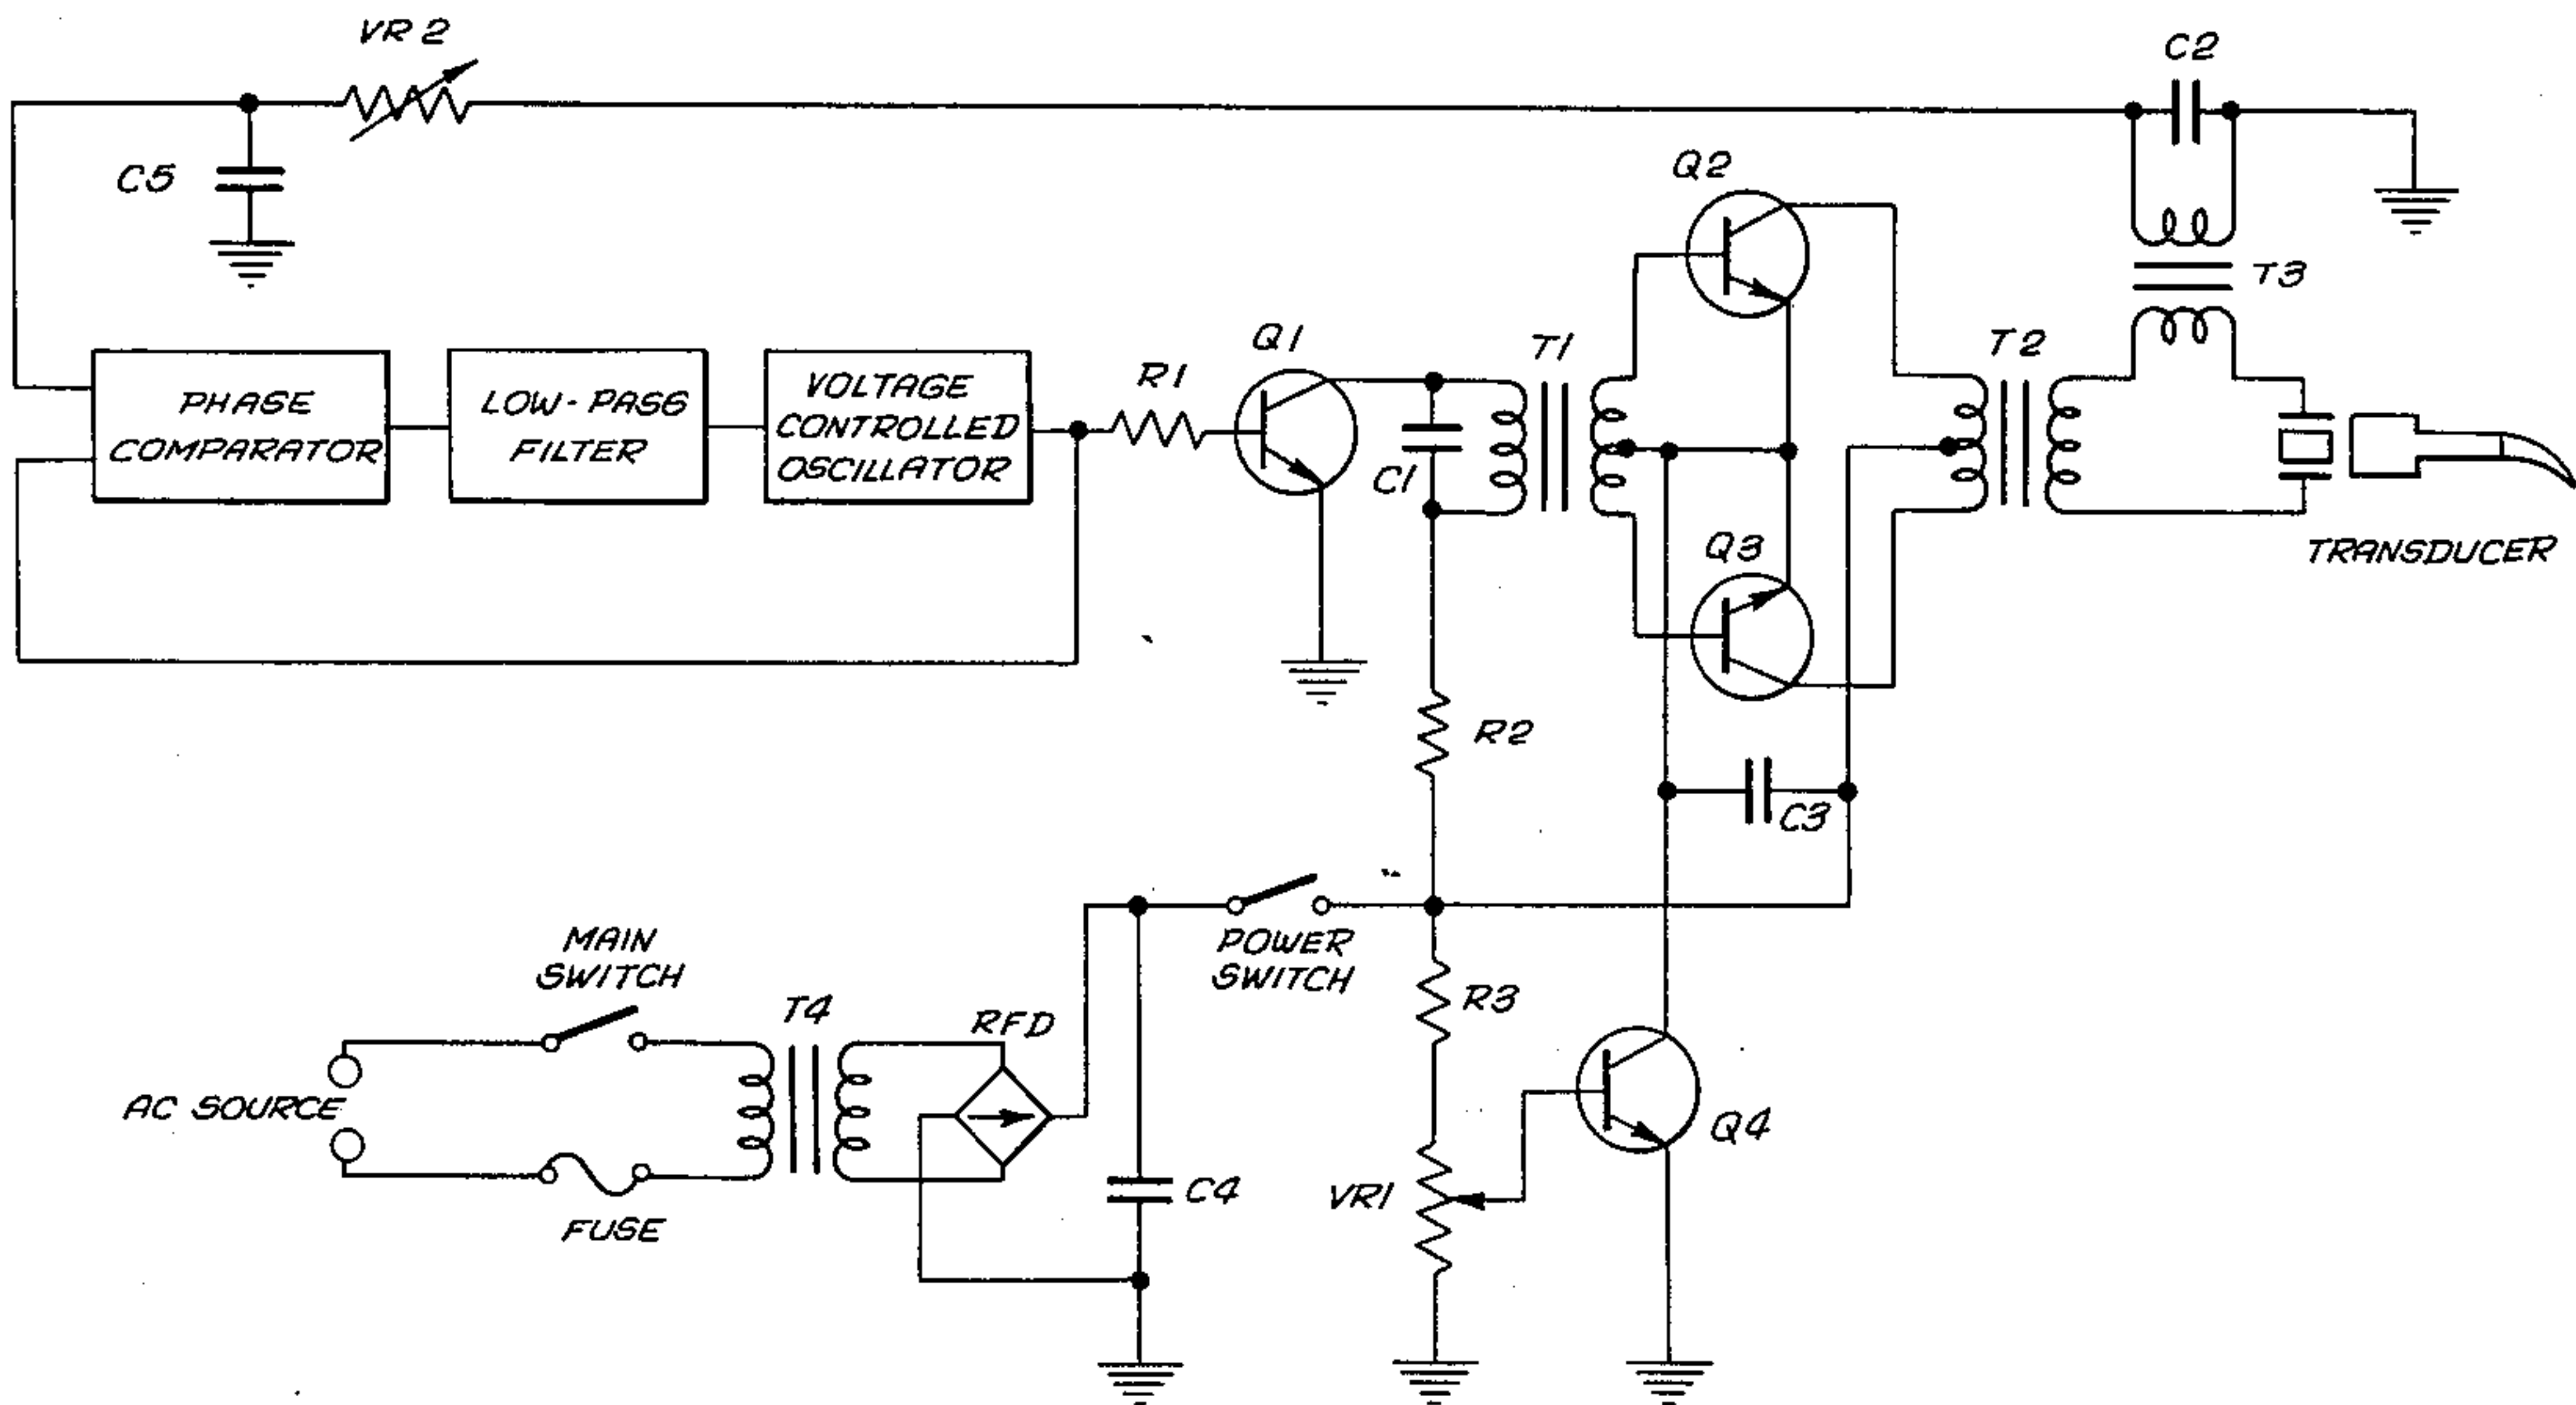 VR2
C2
C5
Q2
T3
PHASE
COMPARATOR
LOW-PASS
FILTER
VOLTAGE
CONTROLLED
OSCILLATOR
R1
Q1
C1
T1
T2
Q3
TRANSDUCER
R2
C3
MAIN
SWITCH
POWER
SWITCH
T4
RFD
R3
AC SOURCE
Q4
FUSE
C4
VR1